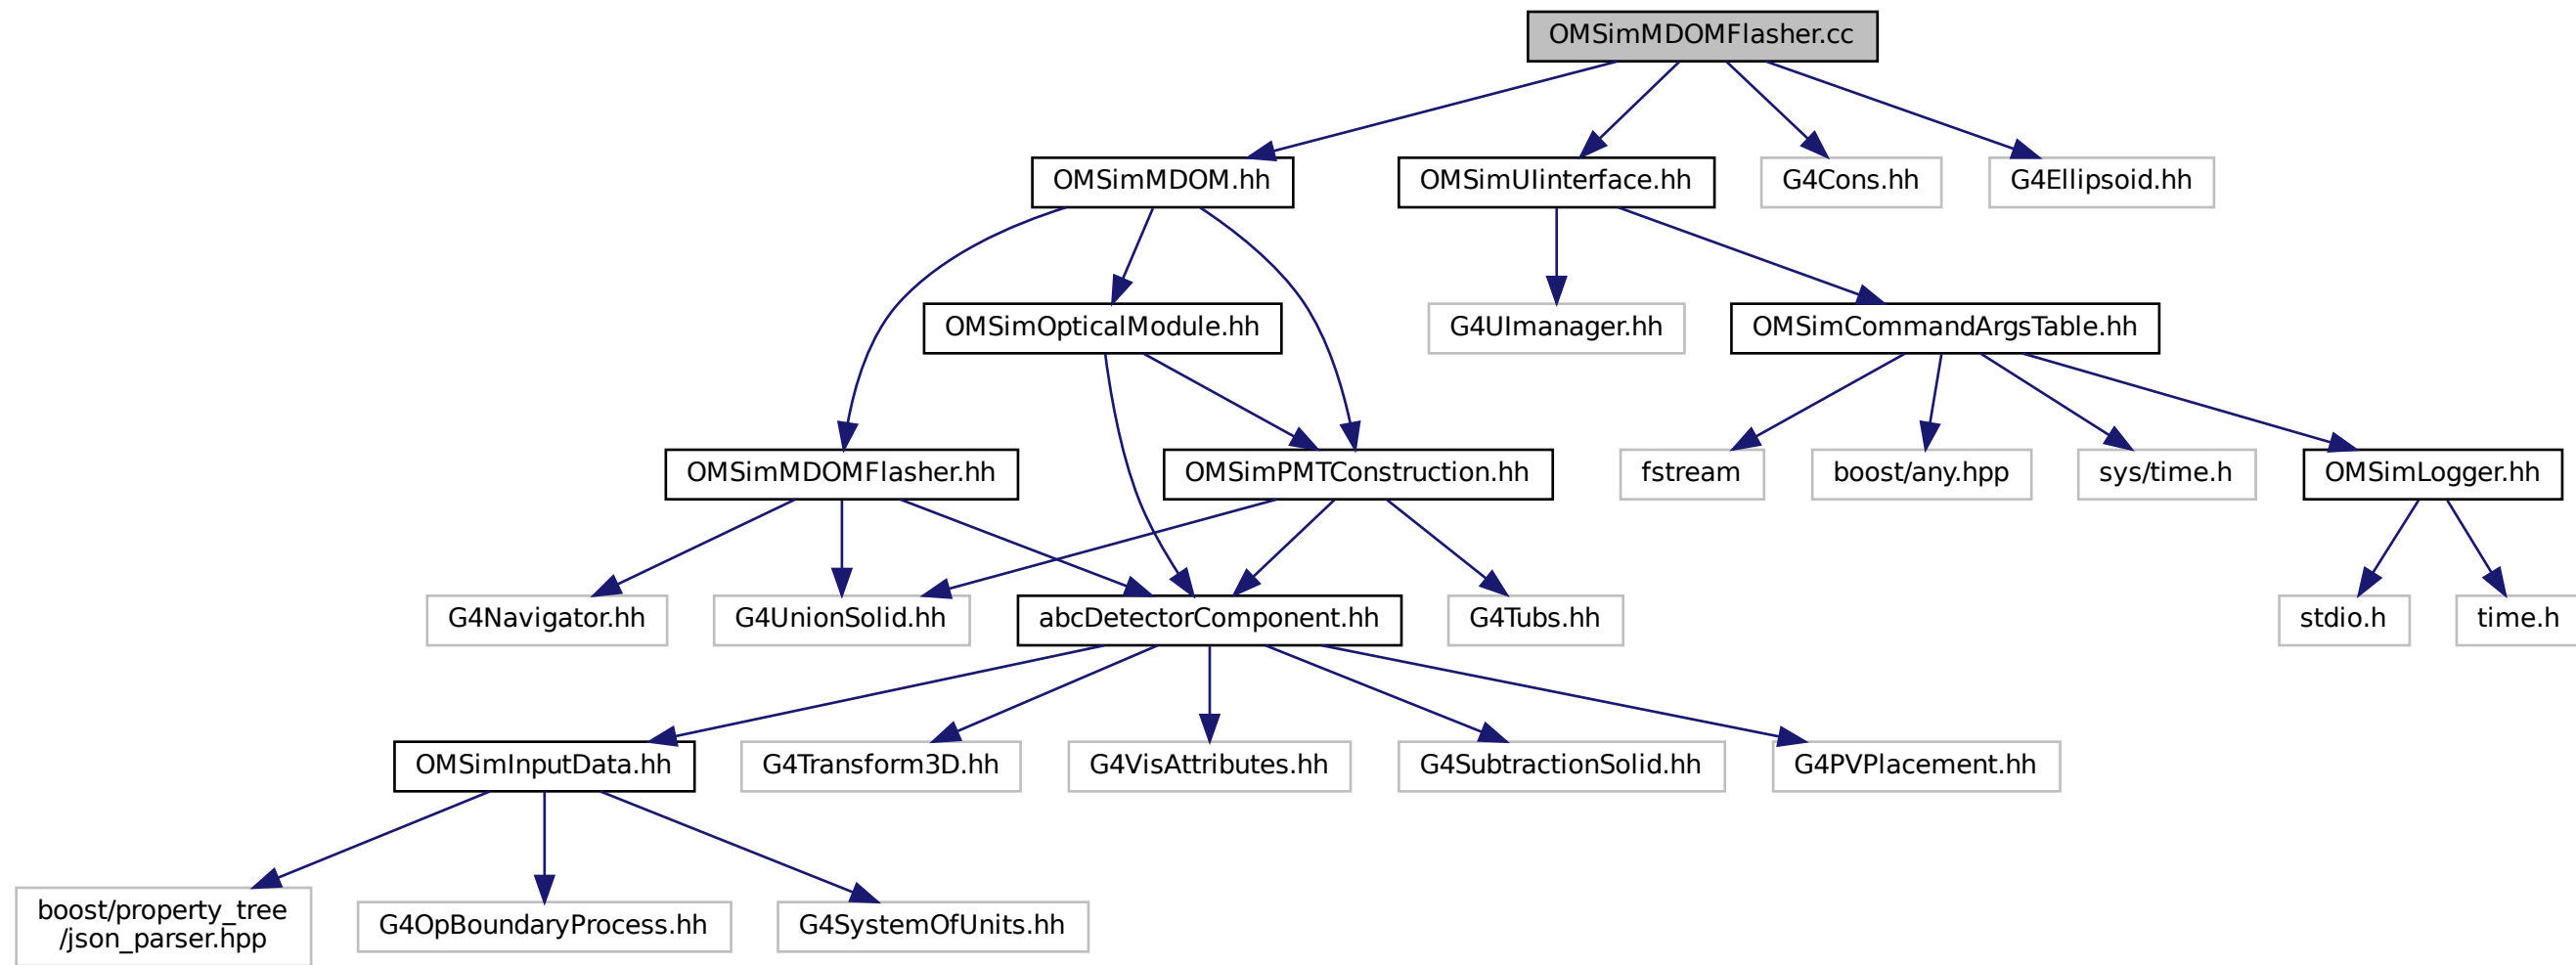 OMSimMDOMFlasher.cc
OMSimMDOM.hh
OMSimUIinterface.hh
G4Cons.hh
G4Ellipsoid.hh
OMSimOpticalModule.hh
G4UImanager.hh
OMSimCommandArgsTable.hh
OMSimMDOMFlasher.hh
OMSimPMTConstruction.hh
fstream
boost/any.hpp
sys/time.h
OMSimLogger.hh
G4Navigator.hh
G4UnionSolid.hh
abcDetectorComponent.hh
G4Tubs.hh
stdio.h
time.h
OMSimInputData.hh
G4Transform3D.hh
G4VisAttributes.hh
G4SubtractionSolid.hh
G4PVPlacement.hh
boost/property_tree
/json_parser.hpp
G4OpBoundaryProcess.hh
G4SystemOfUnits.hh